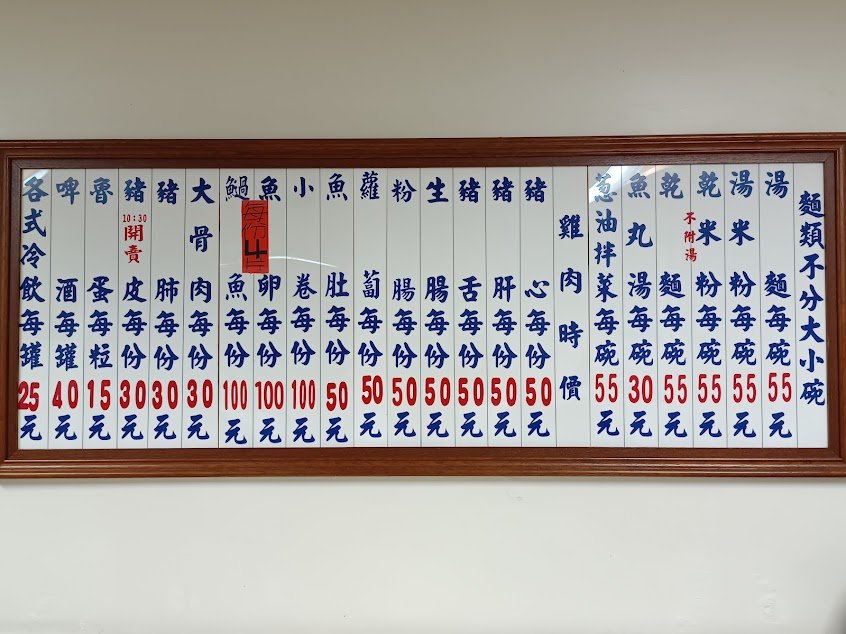 麵類不分大小碗
湯麵每碗55元
湯米粉每碗55元
乾米粉每碗55元
不附湯
乾麵每碗55元
魚丸湯每碗30元
蔥油拌菜每碗55元
雞肉時價
豬心每份50元
豬肝每份50元
豬舌每份50元
生腸每份50元
粉腸每份50元
蘿蔔每份50元
魚肚每份50元
小卷每份100元
魚卵每份100元
每份4片
鍋魚每份100元
大骨肉每份30元
豬肺每份30元
豬皮每份30元
10:30開賣
魯蛋每粒15元
啤酒每罐40元
各式冷飲每罐25元